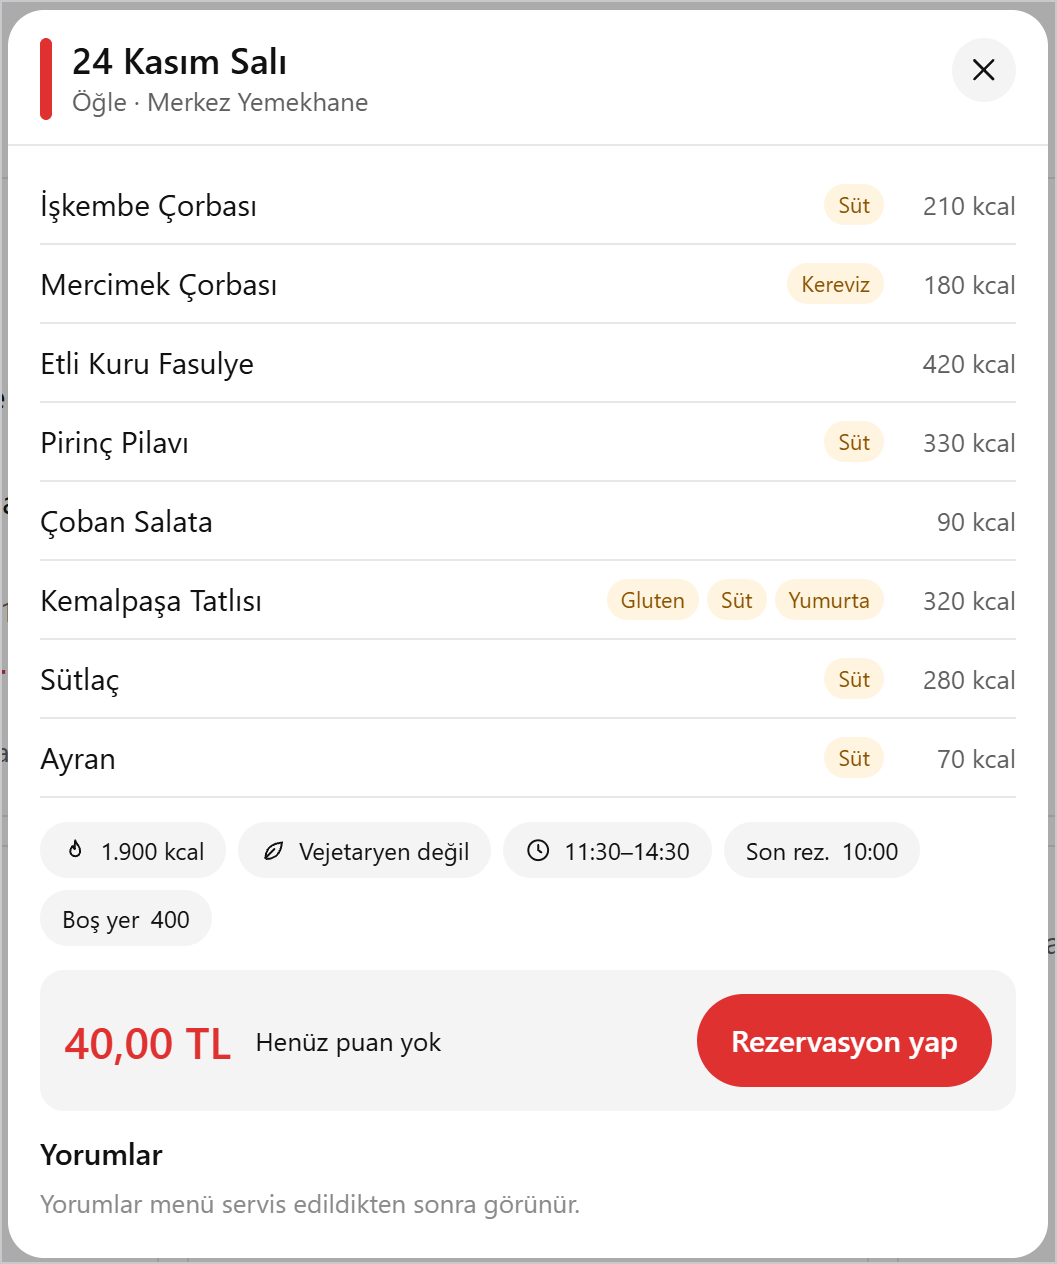 24 Kasım Salı
Öğle · Merkez Yemekhane
İşkembe Çorbası Süt 210 kcal
Mercimek Çorbası Kereviz 180 kcal
Etli Kuru Fasulye 420 kcal
Pirinç Pilavı Süt 330 kcal
Çoban Salata 90 kcal
Kemalpaşa Tatlısı Gluten Süt Yumurta 320 kcal
Sütlaç Süt 280 kcal
Ayran Süt 70 kcal
1.900 kcal Vejetaryen değil 11:30–14:30 Son rez. 10:00
Boş yer 400
40,00 TL Henüz puan yok Rezervasyon yap
Yorumlar
Yorumlar menü servis edildikten sonra görünür.